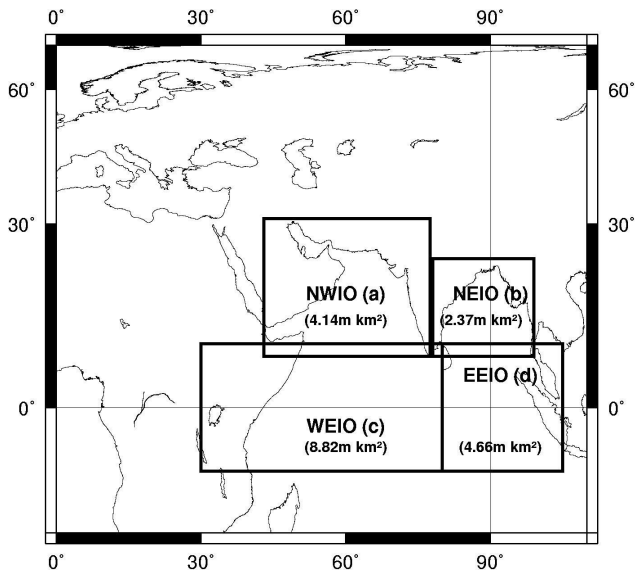 0° 30° 60° 90°
60° 60°
30° 30°
NWIO (a) NEIO (b)
(4.14m km²) (2.37m km²)
EEIO (d)
0° 0°
WEIO (c)
(8.82m km²) (4.66m km²)
0° 30° 60° 90°